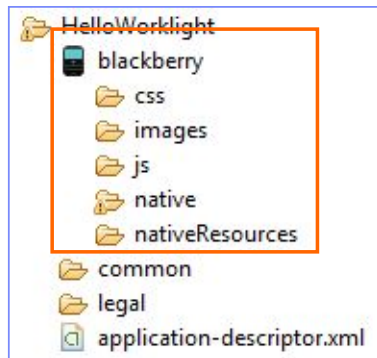 HelloWorklight
blackberry
css
images
js
native
nativeResources
common
legal
application-descriptor.xml